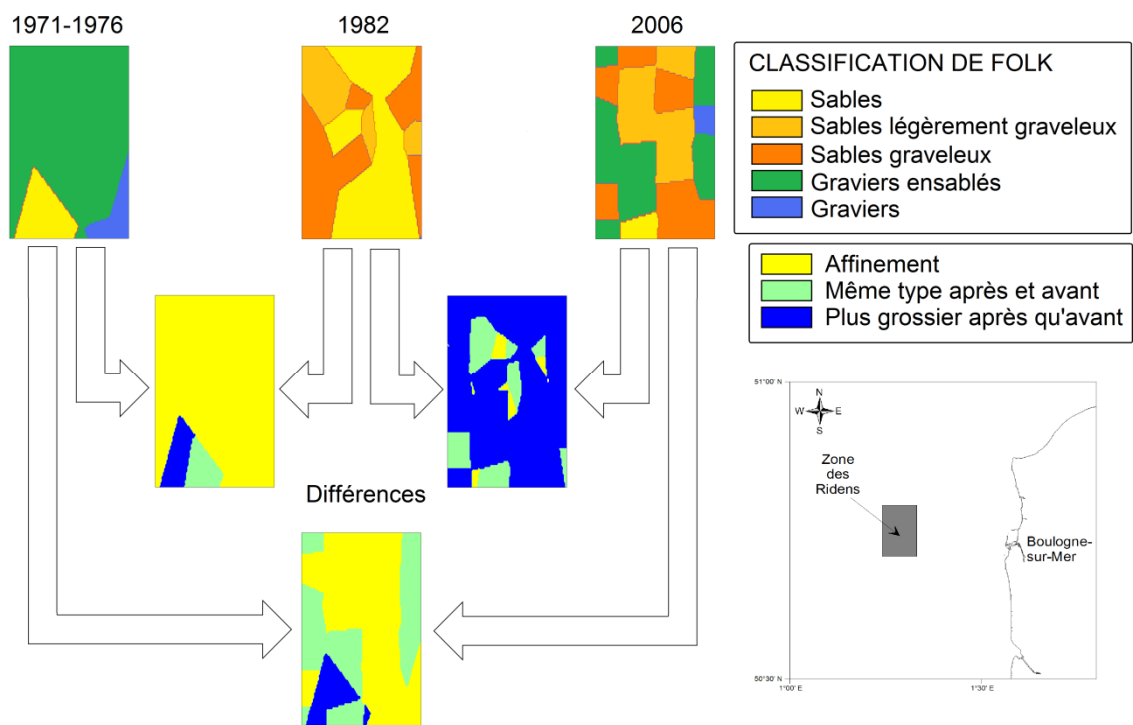 1971-1976
1982
2006
CLASSIFICATION DE FOLK
Sables
Sables légèrement graveleux
Sables graveleux
Graviers ensablés
Graviers
Affinement
Même type après et avant
Plus grossier après qu'avant
Différences
51°00' N
N
W E
S
Zone
des
Ridens
Boulogne-
sur-Mer
50°30' N
1°00' E
1°30' E